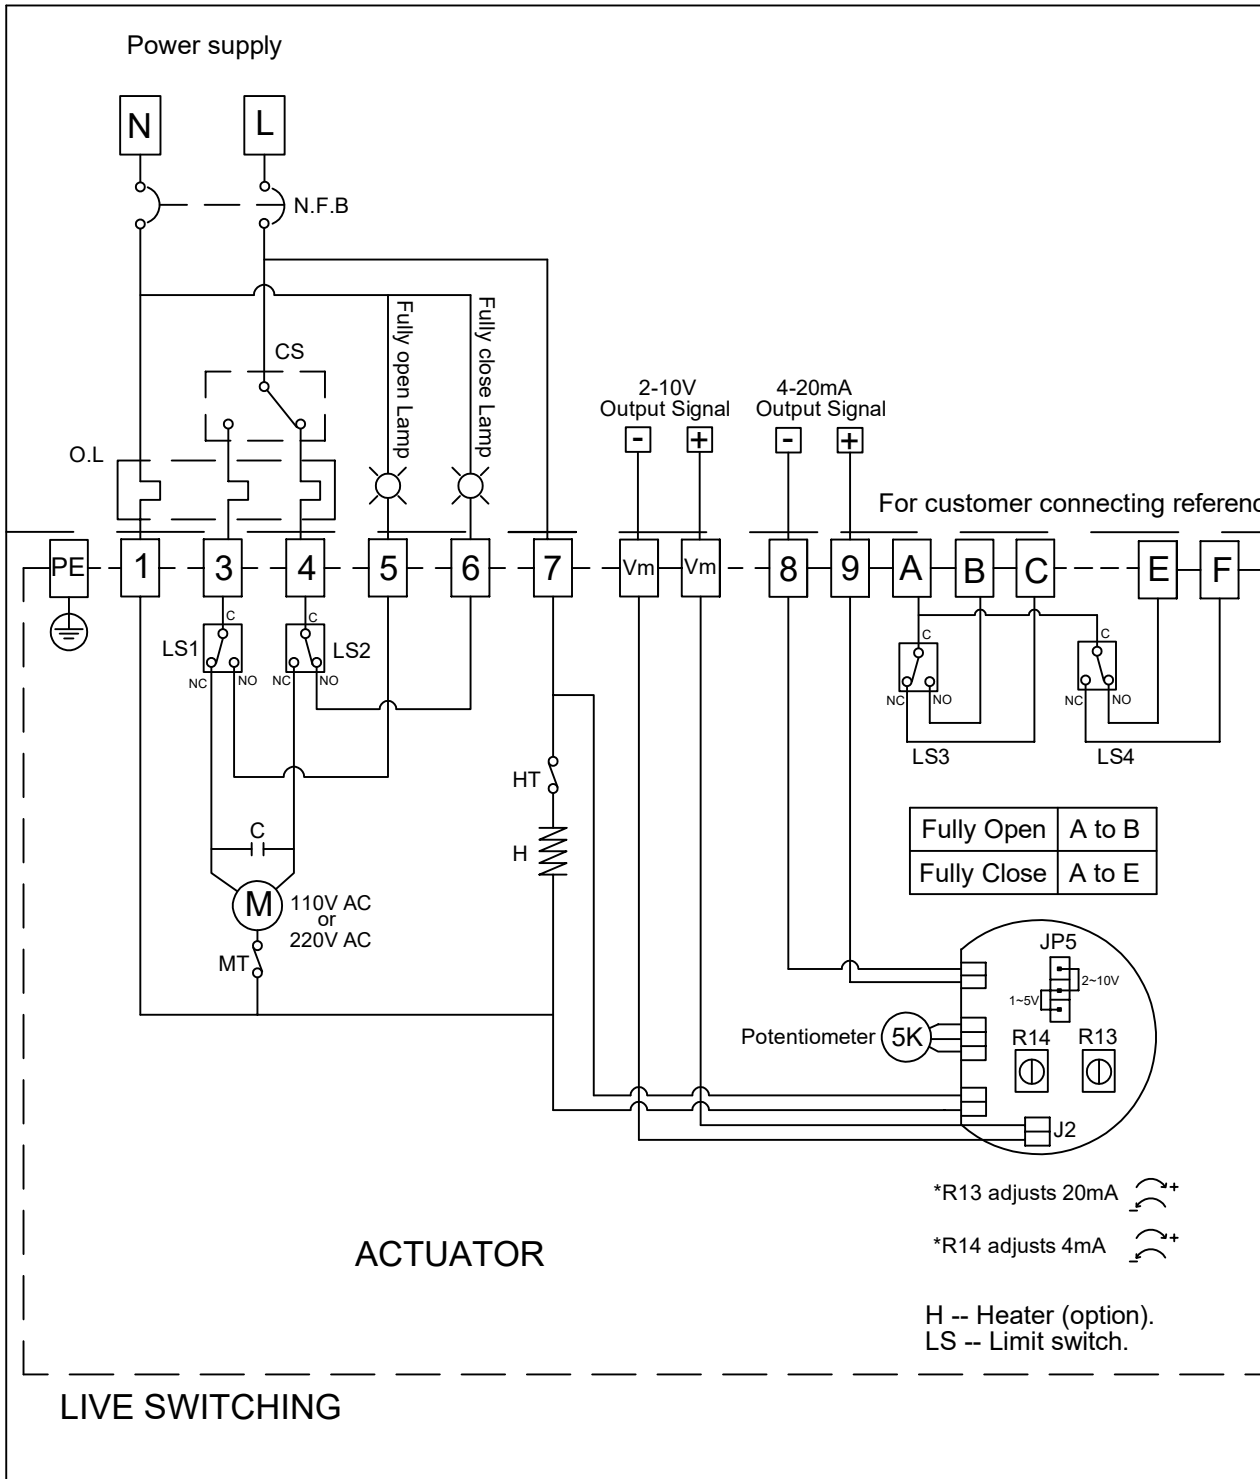 Power supply
N
L
N.F.B
CS
Fully open Lamp
Fully close Lamp
O.L
2-10V
Output Signal
-
+
4-20mA
Output Signal
-
+
For customer connecting referenc
PE
1
3
4
5
6
7
Vm
Vm
8
9
A
B
C
E
F
LS1
C
NC
NO
C
LS2
NC
NO
C
NC
NO
LS3
C
NC
NO
LS4
HT
H
C
M
110V AC
or
220V AC
MT
Fully Open A to B
Fully Close A to E
JP5
2~10V
1~5V
R14
R13
Potentiometer
5K
J2
*R13 adjusts 20mA
+
-
*R14 adjusts 4mA
+
-
ACTUATOR
H -- Heater (option).
LS -- Limit switch.
LIVE SWITCHING